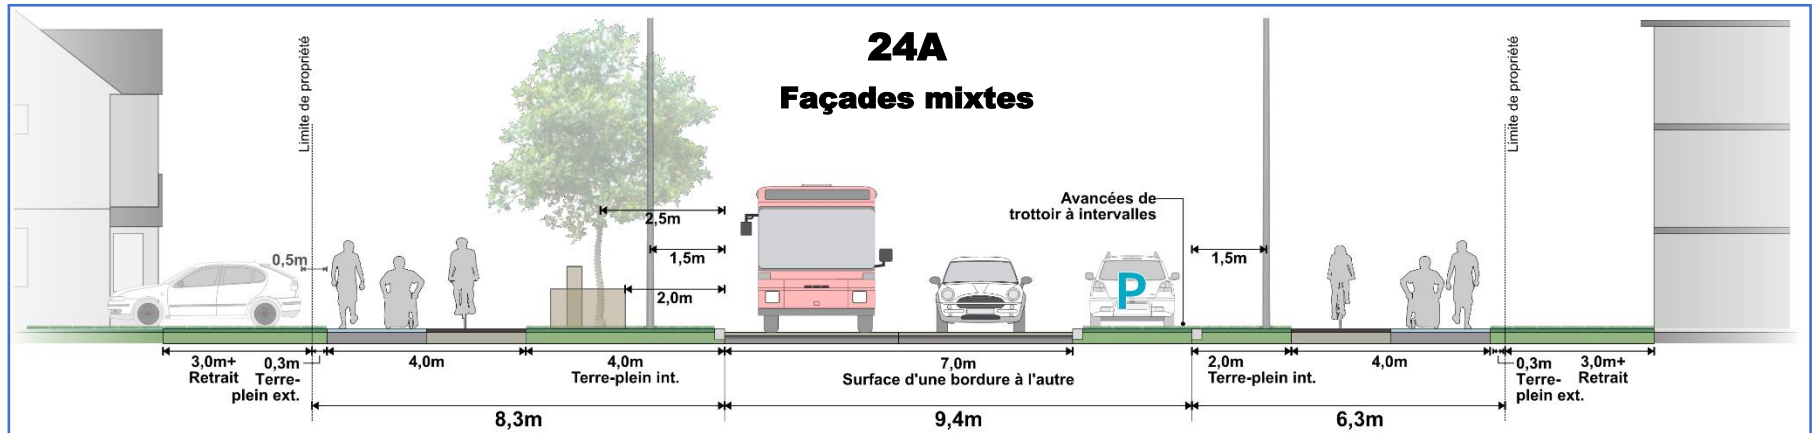 24A
Façades mixtes
Limite de propriété
Limite de propriété
Avancées de
trottoir à intervalles
2,5m
1,5m
1,5m
0,5m
2,0m
P
3,0m+
Retrait
0,3m
Terre-
plein ext.
4,0m
4,0m
Terre-plein int.
7,0m
Surface d'une bordure à l'autre
2,0m
Terre-plein int.
4,0m
0,3m
Terre-
plein ext.
3,0m+
Retrait
8,3m
9,4m
6,3m